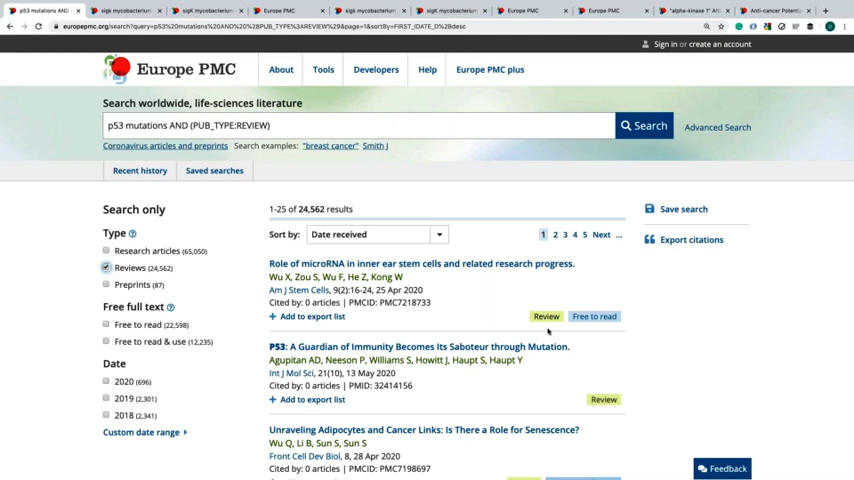 p53 mutations AND
sigk mycobacterium
sigK mycobacterium
Europe PMC
sigk mycobacterium
sigK mycobacterium
Europe PMC
Europe PMC
"alpha-kinase 1" AND
Anti-cancer Potenti
europepmc.org/search?query=p53%20mutations%20AND%20%28PUB_TYPE%3AREVIEW%29&page=1&sortBy=FIRST_IDATE_D%2Bdesc
Sign in or create an account
Europe PMC
About
Tools
Developers
Help
Europe PMC plus
Search worldwide, life-sciences literature
p53 mutations AND (PUB_TYPE:REVIEW)
Search
Advanced Search
Coronavirus articles and preprints Search examples: "breast cancer" Smith J
Recent history
Saved searches
Search only
Type
Research articles (65,050)
Reviews (24,562)
Preprints (87)
Free full text
Free to read (22,598)
Free to read & use (12,235)
Date
2020 (696)
2019 (2,301)
2018 (2,341)
Custom date range
1-25 of 24,562 results
Sort by: Date received
1 2 3 4 5 Next ...
Role of microRNA in inner ear stem cells and related research progress.
Wu X, Zou S, Wu F, He Z, Kong W
Am J Stem Cells, 9(2):16-24, 25 Apr 2020
Cited by: 0 articles | PMCID: PMC7218733
+ Add to export list
Review
Free to read
P53: A Guardian of Immunity Becomes Its Saboteur through Mutation.
Agupitan AD, Neeson P, Williams S, Howitt J, Haupt S, Haupt Y
Int J Mol Sci, 21(10), 13 May 2020
Cited by: 0 articles | PMID: 32414156
+ Add to export list
Review
Unraveling Adipocytes and Cancer Links: Is There a Role for Senescence?
Wu Q, Li B, Sun S, Sun S
Front Cell Dev Biol, 8, 28 Apr 2020
Cited by: 0 articles | PMCID: PMC7198697
Save search
Export citations
Feedback